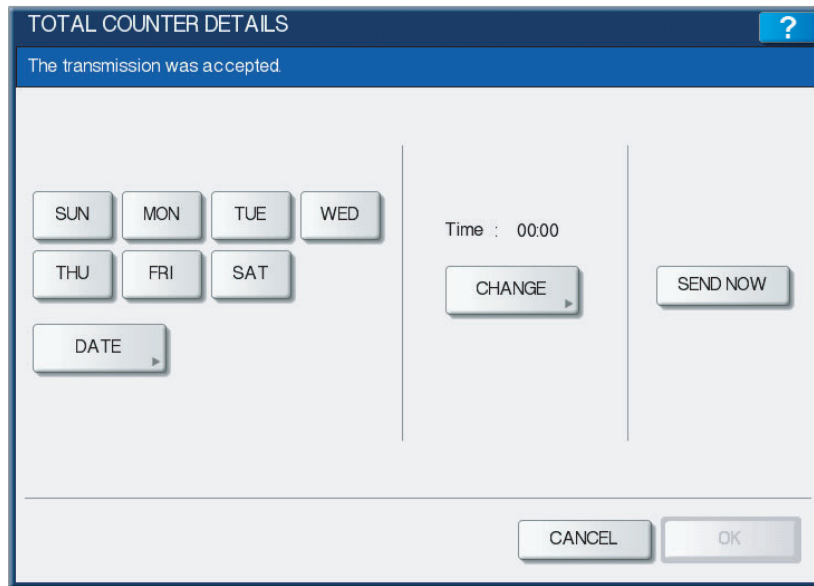 TOTAL COUNTER DETAILS
?
The transmission was accepted.
SUN MON TUE WED
THU FRI SAT
DATE
Time : 00:00
CHANGE
SEND NOW
CANCEL OK